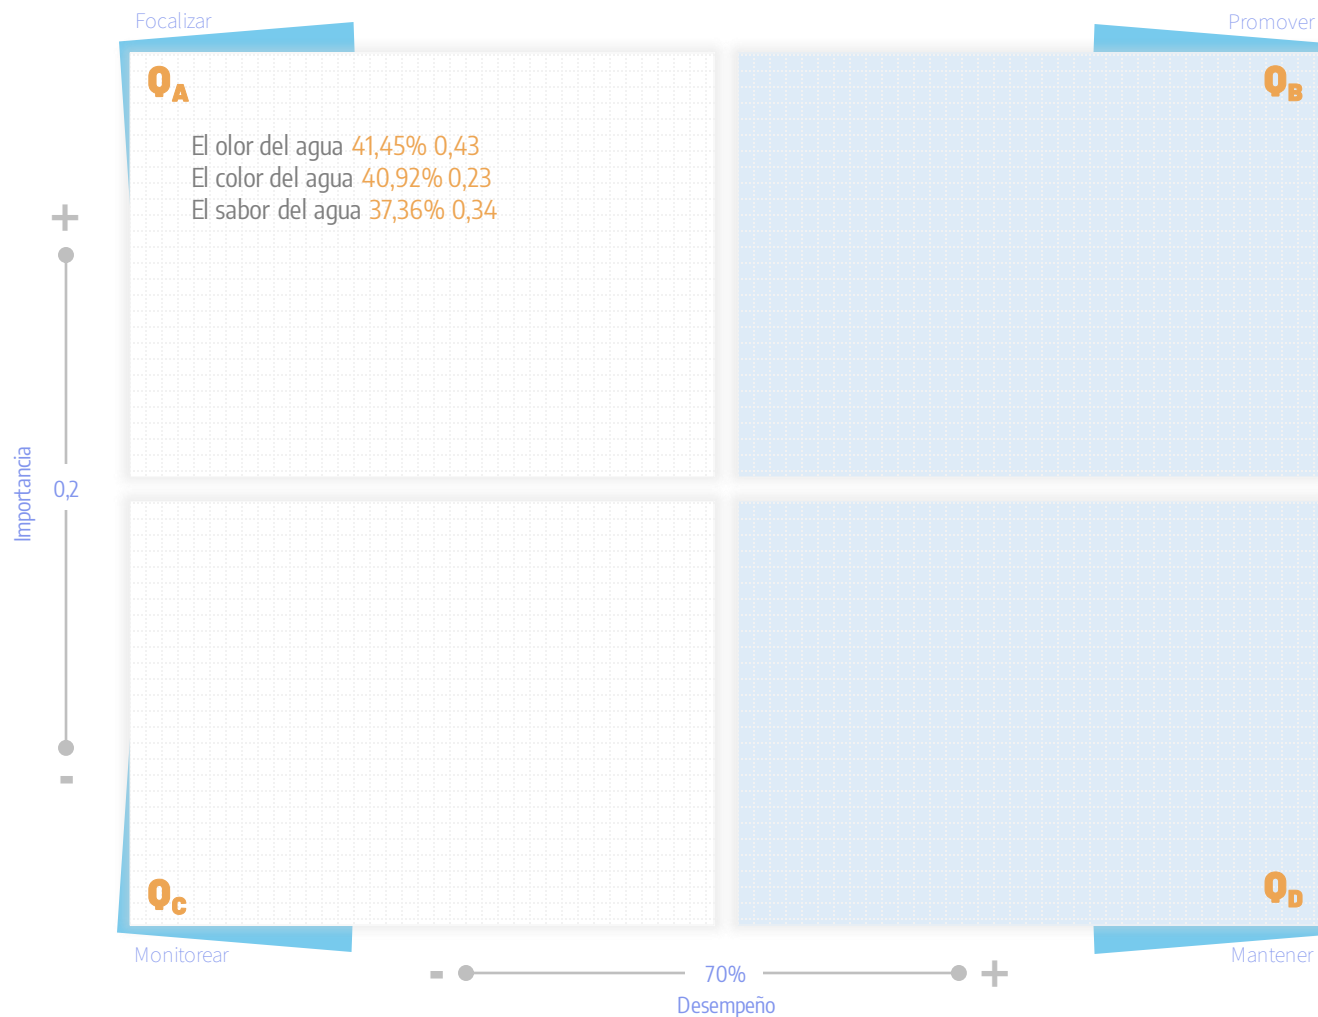 Focalizar
Promover
QA
QB
El olor del agua 41,45% 0,43
El color del agua 40,92% 0,23
El sabor del agua 37,36% 0,34
+
Importancia
0,2
-
QC
QD
Monitorear
Mantener
- 70% +
Desempeño